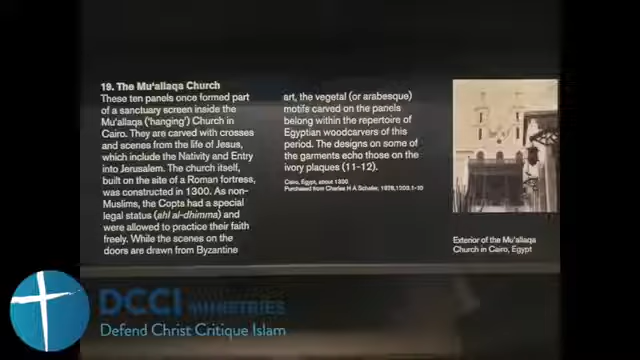 19. The Mu'allaqa Church
These ten panels once formed part
of a sanctuary screen inside the
Mu'allaqa ('hanging') Church in
Cairo. They are carved with crosses
and scenes from the life of Jesus,
which include the Nativity and Entry
into Jerusalem. The church itself,
built on the site of a Roman fortress,
was constructed in 1300. As non-
Muslims, the Copts had a special
legal status (ahl al-dhimma) and
were allowed to practice their faith
freely. While the scenes on the
doors are drawn from Byzantine
art, the vegetal (or arabesque)
motifs carved on the panels
belong within the repertoire of
Egyptian woodcarvers of this
period. The designs on some of
the garments echo those on the
ivory plaques (11-12).
Cairo, Egypt, about 1300
Purchased from Charles H A
Exterior of the Mu'allaqa
Church in Cairo, Egypt
DCCI MINISTRIES
Defend Christ Critique Islam